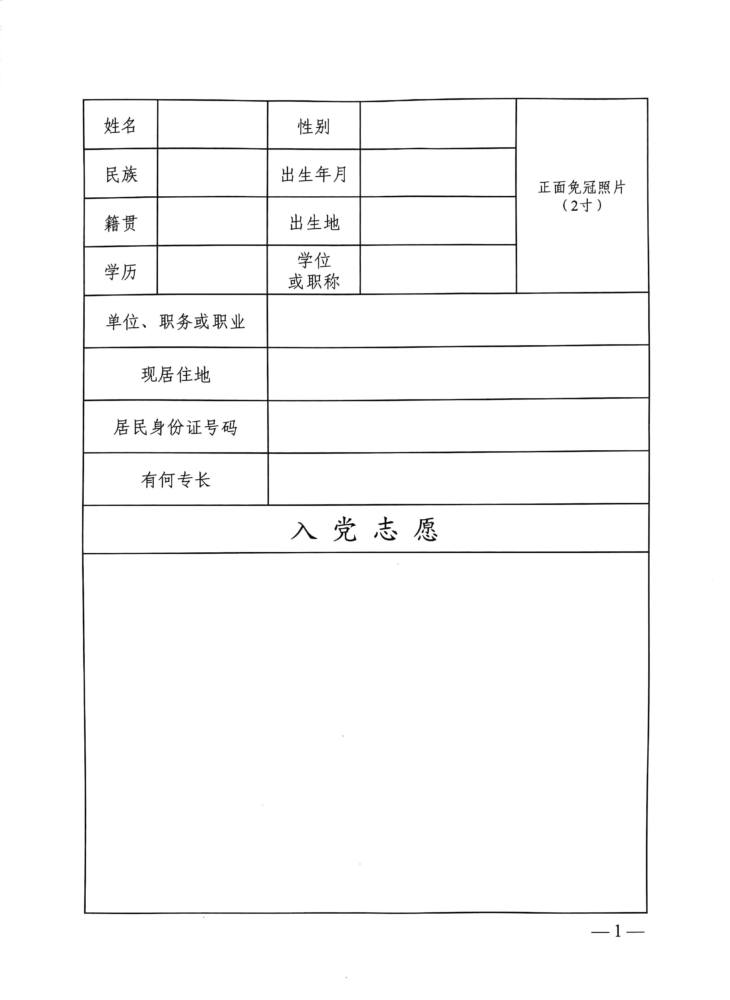 姓名 性别
民族 出生年月
正面免冠照片
（2寸）
籍贯 出生地
学历 学位
或职称
单位、职务或职业
现居住地
居民身份证号码
有何专长
入党志愿
— 1 —